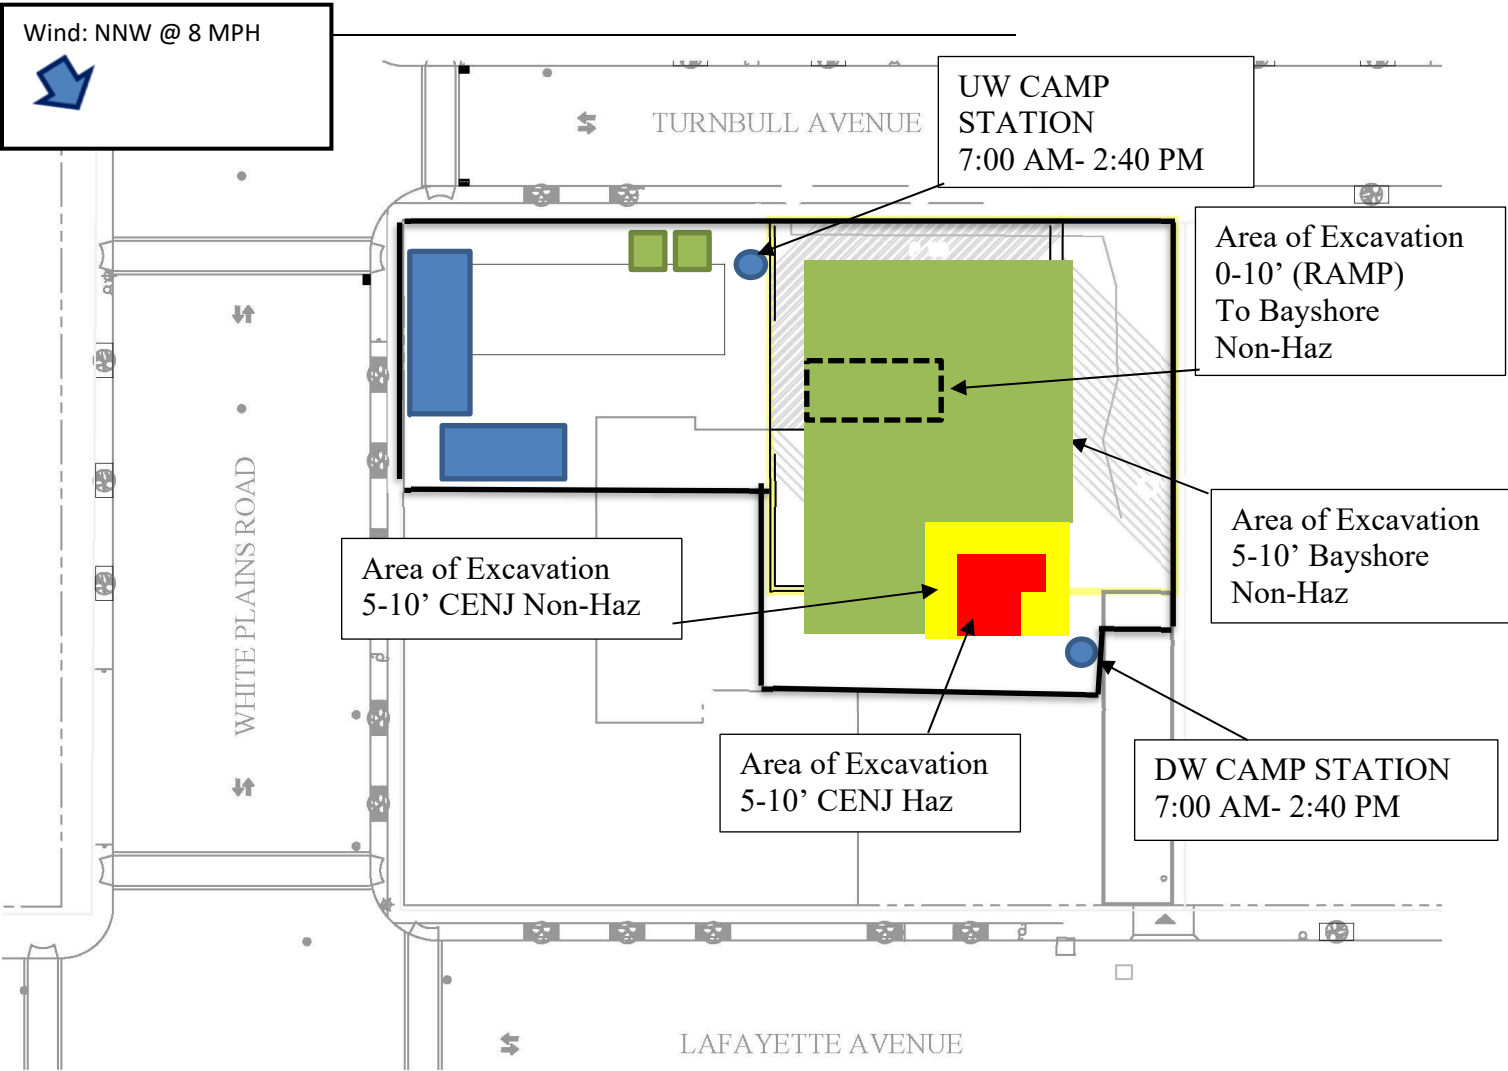 Wind: NNW @ 8 MPH
TURNBULL AVENUE
UW CAMP
STATION
7:00 AM- 2:40 PM
Area of Excavation
0-10’ (RAMP)
To Bayshore
Non-Haz
WHITE PLAINS ROAD
Area of Excavation
5-10’ Bayshore
Non-Haz
Area of Excavation
5-10’ CENJ Non-Haz
Area of Excavation
5-10’ CENJ Haz
DW CAMP STATION
7:00 AM- 2:40 PM
LAFAYETTE AVENUE